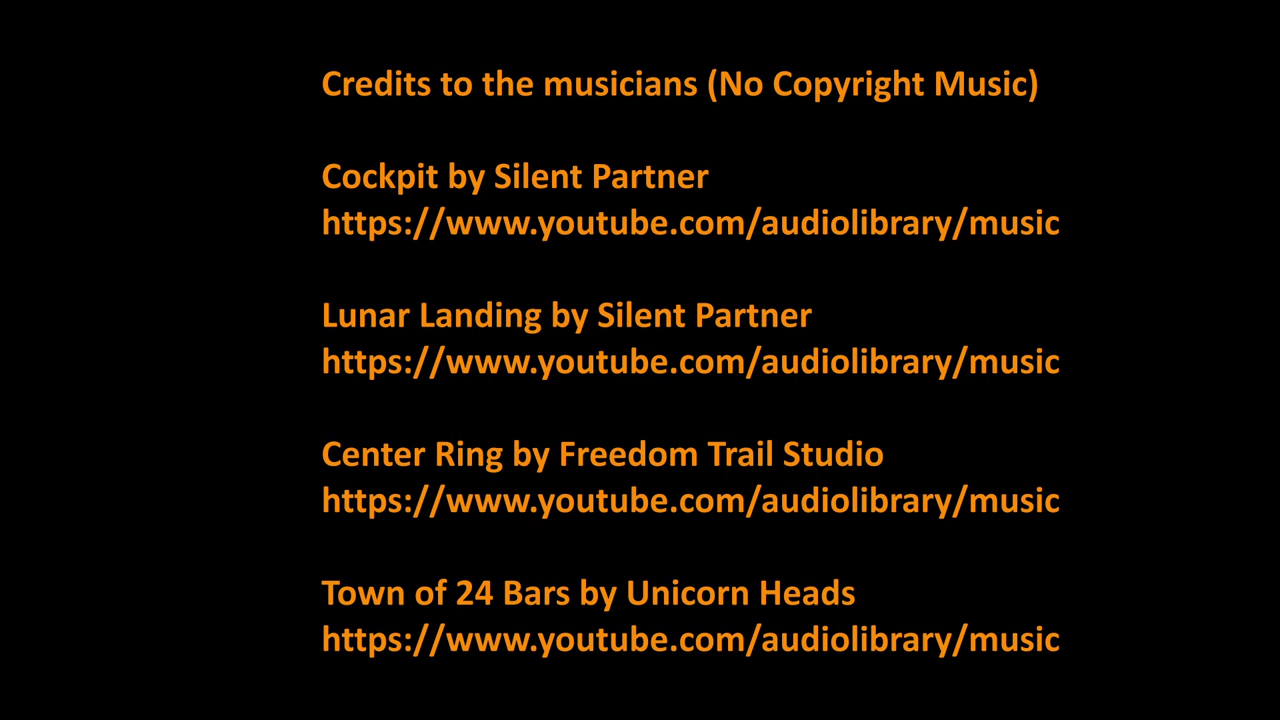 Credits to the musicians (No Copyright Music)
Cockpit by Silent Partner
https://www.youtube.com/audiolibrary/music
Lunar Landing by Silent Partner
https://www.youtube.com/audiolibrary/music
Center Ring by Freedom Trail Studio
https://www.youtube.com/audiolibrary/music
Town of 24 Bars by Unicorn Heads
https://www.youtube.com/audiolibrary/music